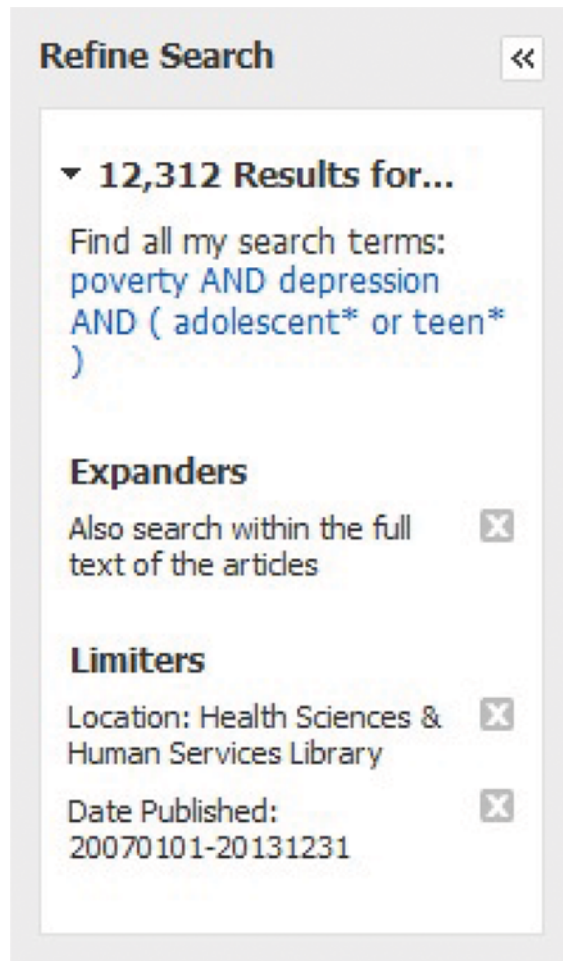 Refine Search «
12,312 Results for...
Find all my search terms:
poverty AND depression
AND ( adolescent* or teen*
)
Expanders
Also search within the full
text of the articles
Limiters
Location: Health Sciences &
Human Services Library
Date Published:
20070101-20131231